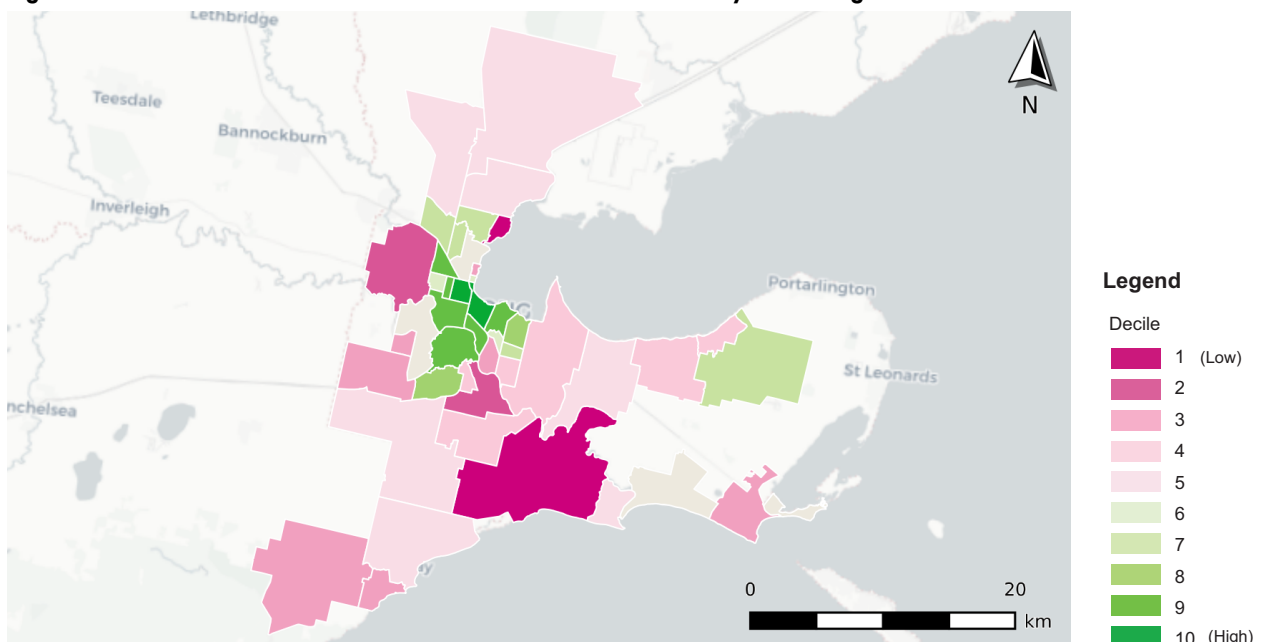 Lethbridge
Teesdale
Bannockburn
Inverleigh
N
Portarlington
St Leonards
nchelsea
Legend
Decile
1 (Low)
2
3
4
5
6
7
8
9
10 (High)
0 20
km